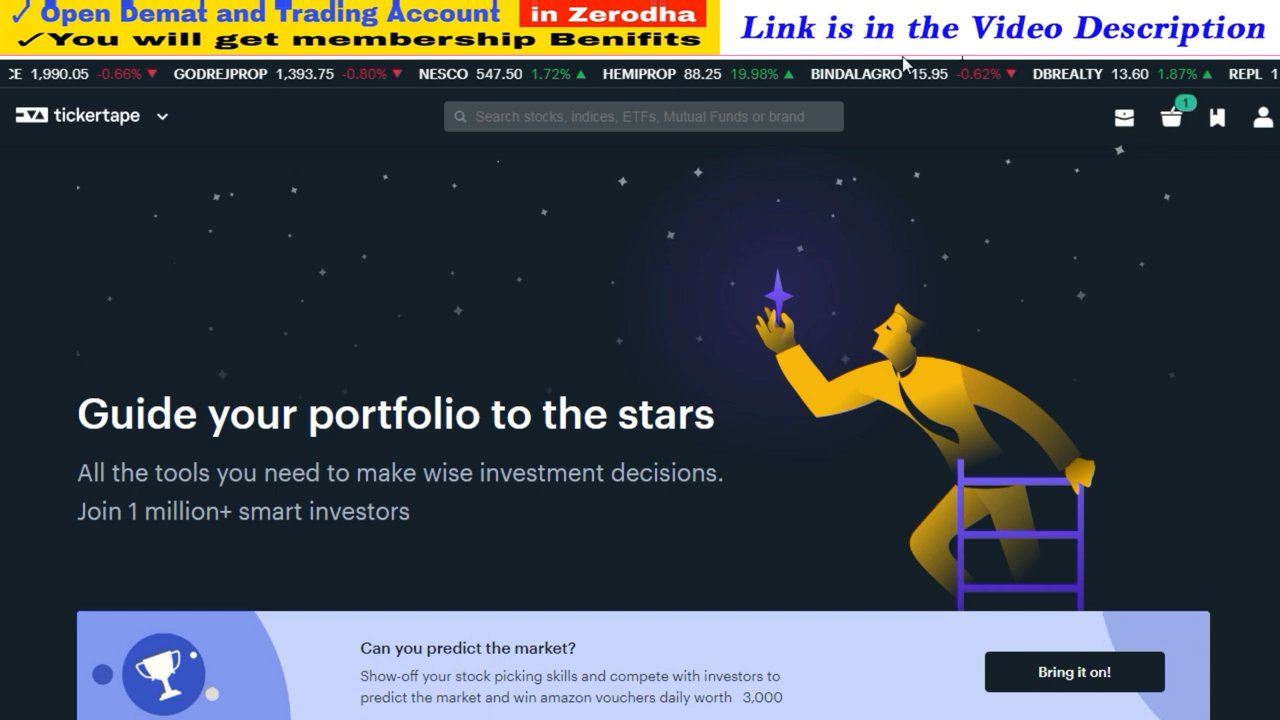 ✓ Open Demat and Trading Account in Zerodha
✓You will get membership Benifits
Link is in the Video Description
CE 1,990.05 -0.66% ▼ GODREJPROP 1,393.75 -0.80% ▼ NESCO 547.50 1.72% ▲ HEMIPROP 88.25 19.98% ▲ BINDALAGRO 15.95 -0.62% ▼ DBREALTY 13.60 1.87% ▲ REPL 1
tickertape
Search stocks, indices, ETFs, Mutual Funds or brand
1
Guide your portfolio to the stars
All the tools you need to make wise investment decisions.
Join 1 million+ smart investors
Can you predict the market?
Show-off your stock picking skills and compete with investors to
predict the market and win amazon vouchers daily worth 3,000
Bring it on!